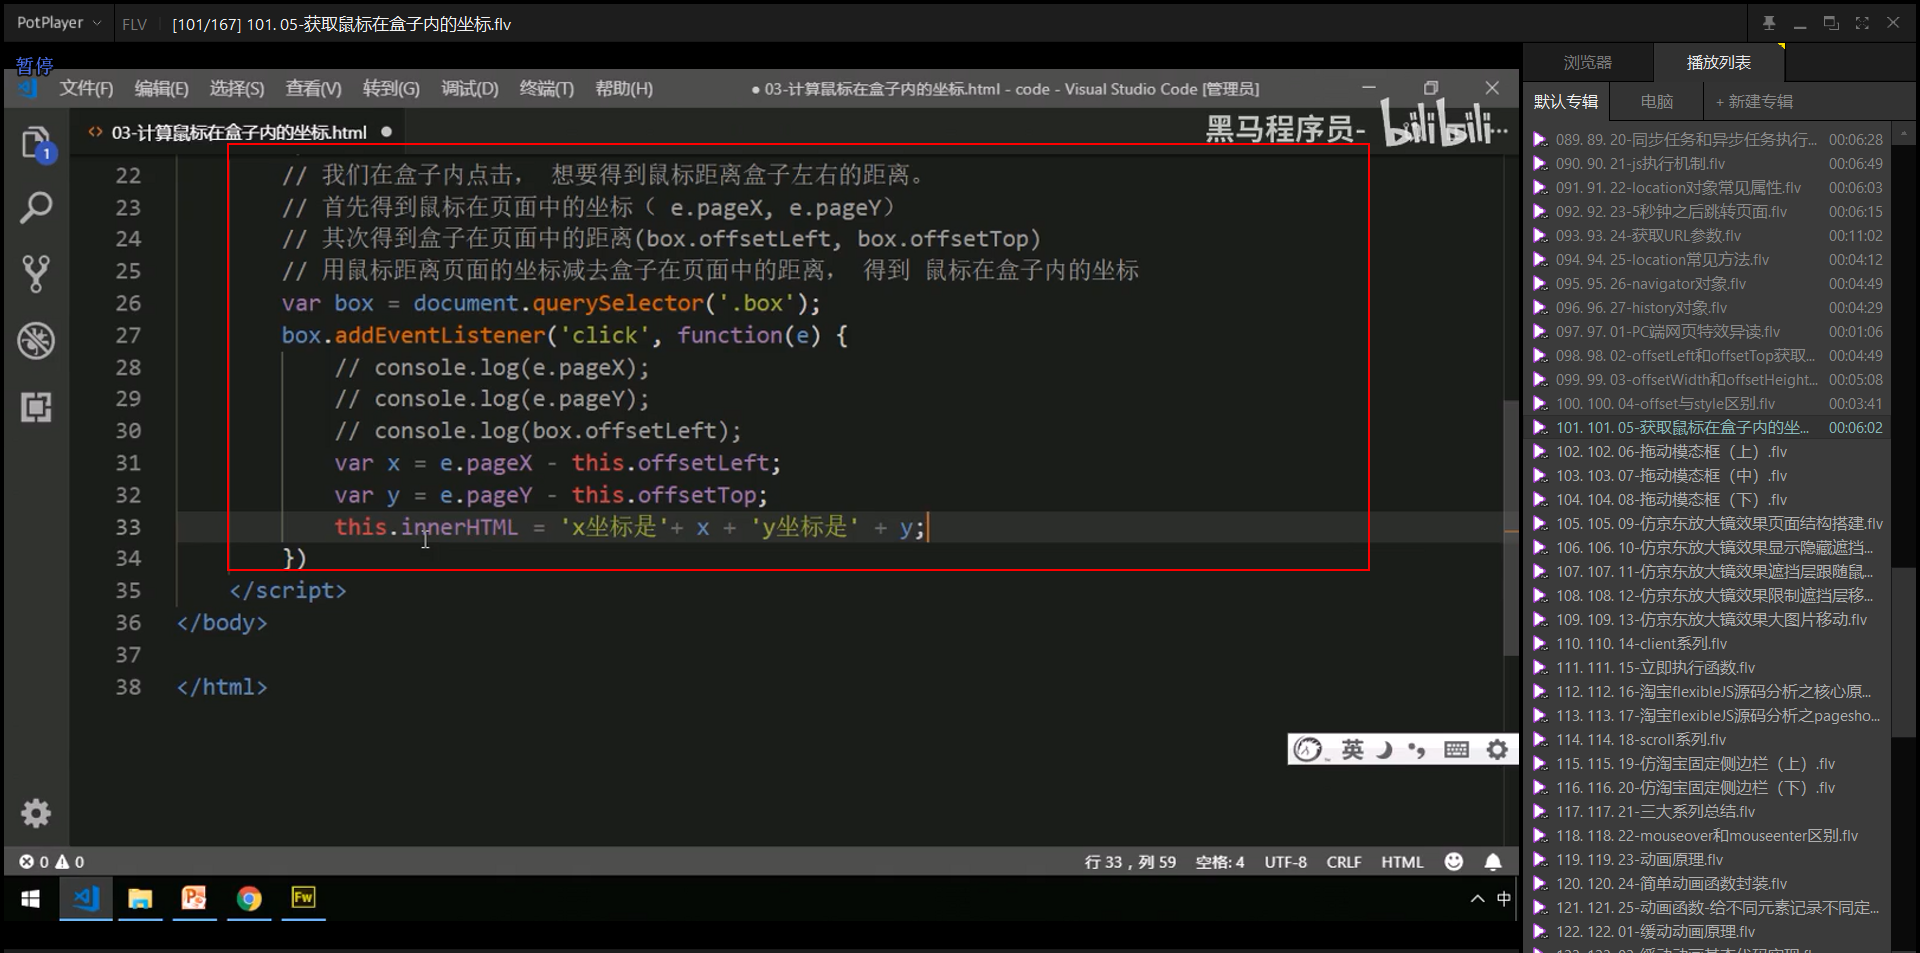 PotPlayer FLV [101/167] 101. 05-获取鼠标在盒子内的坐标.flv
暂停
文件(F) 编辑(E) 选择(S) 查看(V) 转到(G) 调试(D) 终端(T) 帮助(H) ● 03-计算鼠标在盒子内的坐标.html - code - Visual Studio Code [管理员]
<> 03-计算鼠标在盒子内的坐标.html ●
黑马程序员- bilibili
1
22 // 我们在盒子内点击， 想要得到鼠标距离盒子左右的距离。
23 // 首先得到鼠标在页面中的坐标（ e.pageX, e.pageY）
24 // 其次得到盒子在页面中的距离(box.offsetLeft, box.offsetTop)
25 // 用鼠标距离页面的坐标减去盒子在页面中的距离， 得到 鼠标在盒子内的坐标
26 var box = document.querySelector('.box');
27 box.addEventListener('click', function(e) {
28 // console.log(e.pageX);
29 // console.log(e.pageY);
30 // console.log(box.offsetLeft);
31 var x = e.pageX - this.offsetLeft;
32 var y = e.pageY - this.offsetTop;
33 this.innerHTML = 'x坐标是'+ x + 'y坐标是' + y;
34 })
35 </script>
36 </body>
37
38 </html>
英
0 0
行 33，列 59 空格: 4 UTF-8 CRLF HTML
Fw
中
浏览器 播放列表
默认专辑 电脑 + 新建专辑
089. 89. 20-同步任务和异步任务执行... 00:06:28
090. 90. 21-js执行机制.flv 00:06:49
091. 91. 22-location对象常见属性.flv 00:06:03
092. 92. 23-5秒钟之后跳转页面.flv 00:06:15
093. 93. 24-获取URL参数.flv 00:11:02
094. 94. 25-location常见方法.flv 00:04:12
095. 95. 26-navigator对象.flv 00:04:49
096. 96. 27-history对象.flv 00:04:29
097. 97. 01-PC端网页特效异读.flv 00:01:06
098. 98. 02-offsetLeft和offsetTop获取... 00:04:49
099. 99. 03-offsetWidth和offsetHeight... 00:05:08
100. 100. 04-offset与style区别.flv 00:03:41
101. 101. 05-获取鼠标在盒子内的坐... 00:06:02
102. 102. 06-拖动模态框（上）.flv
103. 103. 07-拖动模态框（中）.flv
104. 104. 08-拖动模态框（下）.flv
105. 105. 09-仿京东放大镜效果页面结构搭建.flv
106. 106. 10-仿京东放大镜效果显示隐藏遮挡...
107. 107. 11-仿京东放大镜效果遮挡层跟随鼠...
108. 108. 12-仿京东放大镜效果限制遮挡层移...
109. 109. 13-仿京东放大镜效果大图片移动.flv
110. 110. 14-client系列.flv
111. 111. 15-立即执行函数.flv
112. 112. 16-淘宝flexibleJS源码分析之核心原...
113. 113. 17-淘宝flexibleJS源码分析之pagesho...
114. 114. 18-scroll系列.flv
115. 115. 19-仿淘宝固定侧边栏（上）.flv
116. 116. 20-仿淘宝固定侧边栏（下）.flv
117. 117. 21-三大系列总结.flv
118. 118. 22-mouseover和mouseenter区别.flv
119. 119. 23-动画原理.flv
120. 120. 24-简单动画函数封装.flv
121. 121. 25-动画函数-给不同元素记录不同定...
122. 122. 01-缓动动画原理.flv